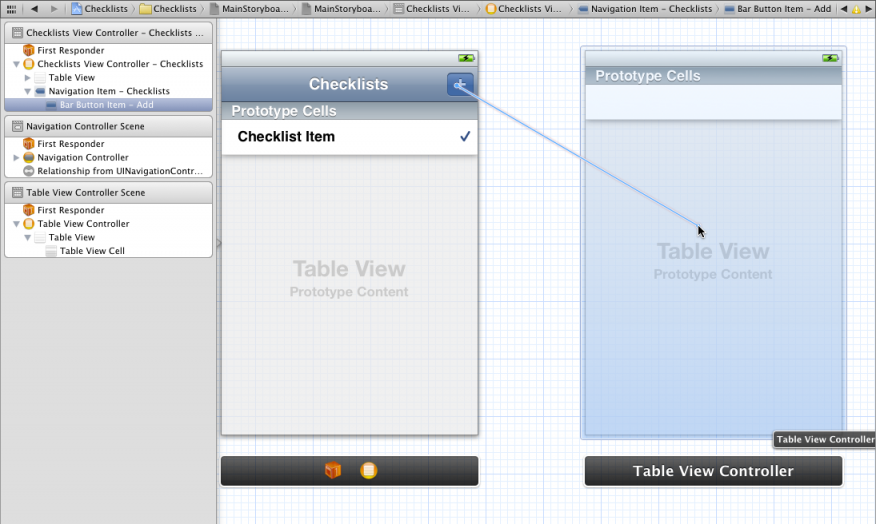 Checklists
Checklists
MainStoryboa...
MainStoryboa...
Checklists Vi...
Checklists Vi...
Navigation Item – Checklists
Bar Button Item – Add
Checklists View Controller – Checklists ...
First Responder
Checklists View Controller – Checklists
Table View
Navigation Item – Checklists
Bar Button Item – Add
Navigation Controller Scene
First Responder
Navigation Controller
Relationship from UINavigationContr...
Table View Controller Scene
First Responder
Table View Controller
Table View
Table View Cell
Checklists
Prototype Cells
Checklist Item
Table View
Prototype Content
Prototype Cells
Table View
Prototype Content
Table View Controller
Table View Controller